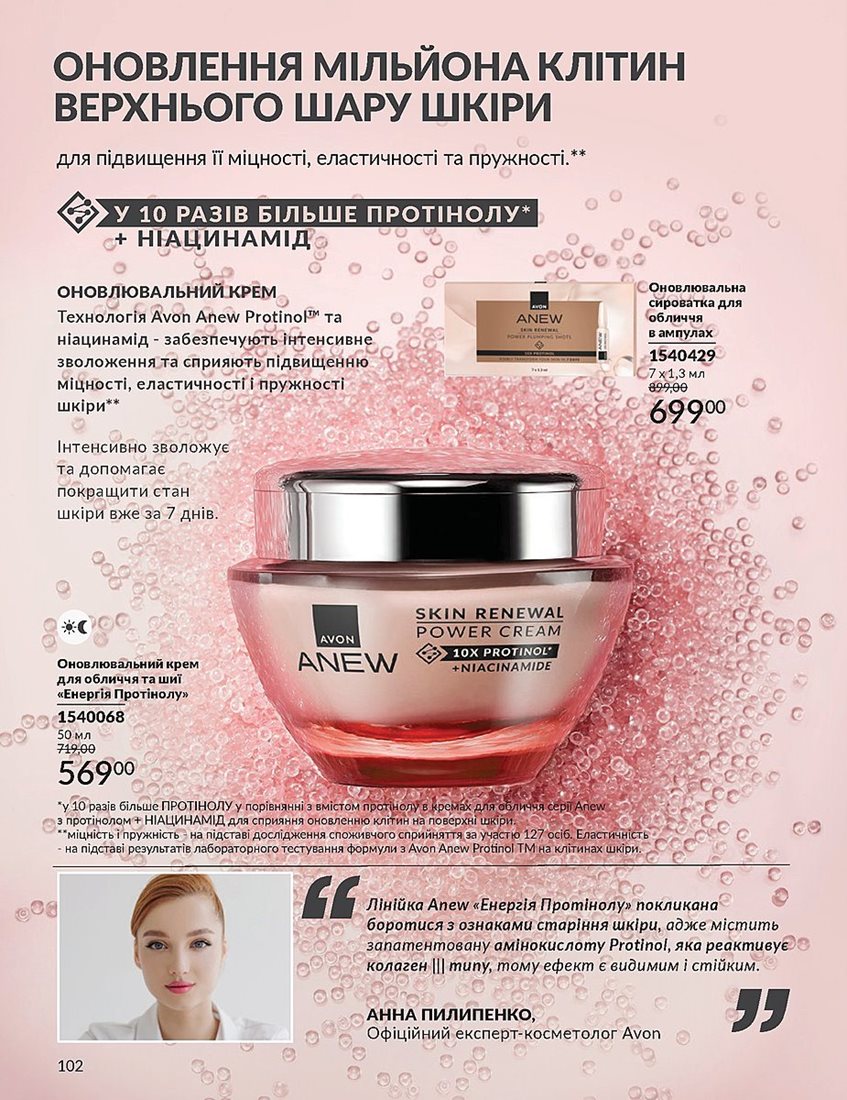 ОНОВЛЕННЯ МІЛЬЙОНА КЛІТИН
ВЕРХНЬОГО ШАРУ ШКІРИ
для підвищення її міцності, еластичності та пружності.**
У 10 РАЗІВ БІЛЬШЕ ПРОТІНОЛУ*
+ НІАЦИНАМІД
ОНОВЛЮВАЛЬНИЙ КРЕМ
Технологія Avon Anew Protinol™ та
ніацинамід - забезпечують інтенсивне
зволоження та сприяють підвищенню
міцності, еластичності і пружності
шкіри**
Інтенсивно зволожує
та допомагає
покращити стан
шкіри вже за 7 днів.
AVON
ANEW
SKIN RENEWAL
POWER PLUMPING SHOTS
10X PROTINOL
7 x 1,3 ml
ANEW
Оновлювальна
сироватка для
обличчя
в ампулах
1540429
7 х 1,3 мл
899,00
69900
AVON
ANEW
SKIN RENEWAL
POWER CREAM
10X PROTINOL*
+NIACINAMIDE
Оновлювальний крем
для обличчя та шиї
«Енергія Протінолу»
1540068
50 мл
719,00
56900
*у 10 разів більше ПРОТІНОЛУ у порівнянні з вмістом протінолу в кремах для обличчя серії Anew
з протінолом + НІАЦИНАМІД для сприяння оновленню клітин на поверхні шкіри.
**міцність і пружність - на підставі дослідження споживчого сприйняття за участю 127 осіб. Еластичність
- на підставі результатів лабораторного тестування формули з Avon Anew Protinol TM на клітинах шкіри.
Лінійка Anew «Енергія Протінолу» покликана
боротися з ознаками старіння шкіри, адже містить
запатентовану амінокислоту Protinol, яка реактивує
колаген ||| типу, тому ефект є видимим і стійким.
АННА ПИЛИПЕНКО,
Офіційний експерт-косметолог Avon
102